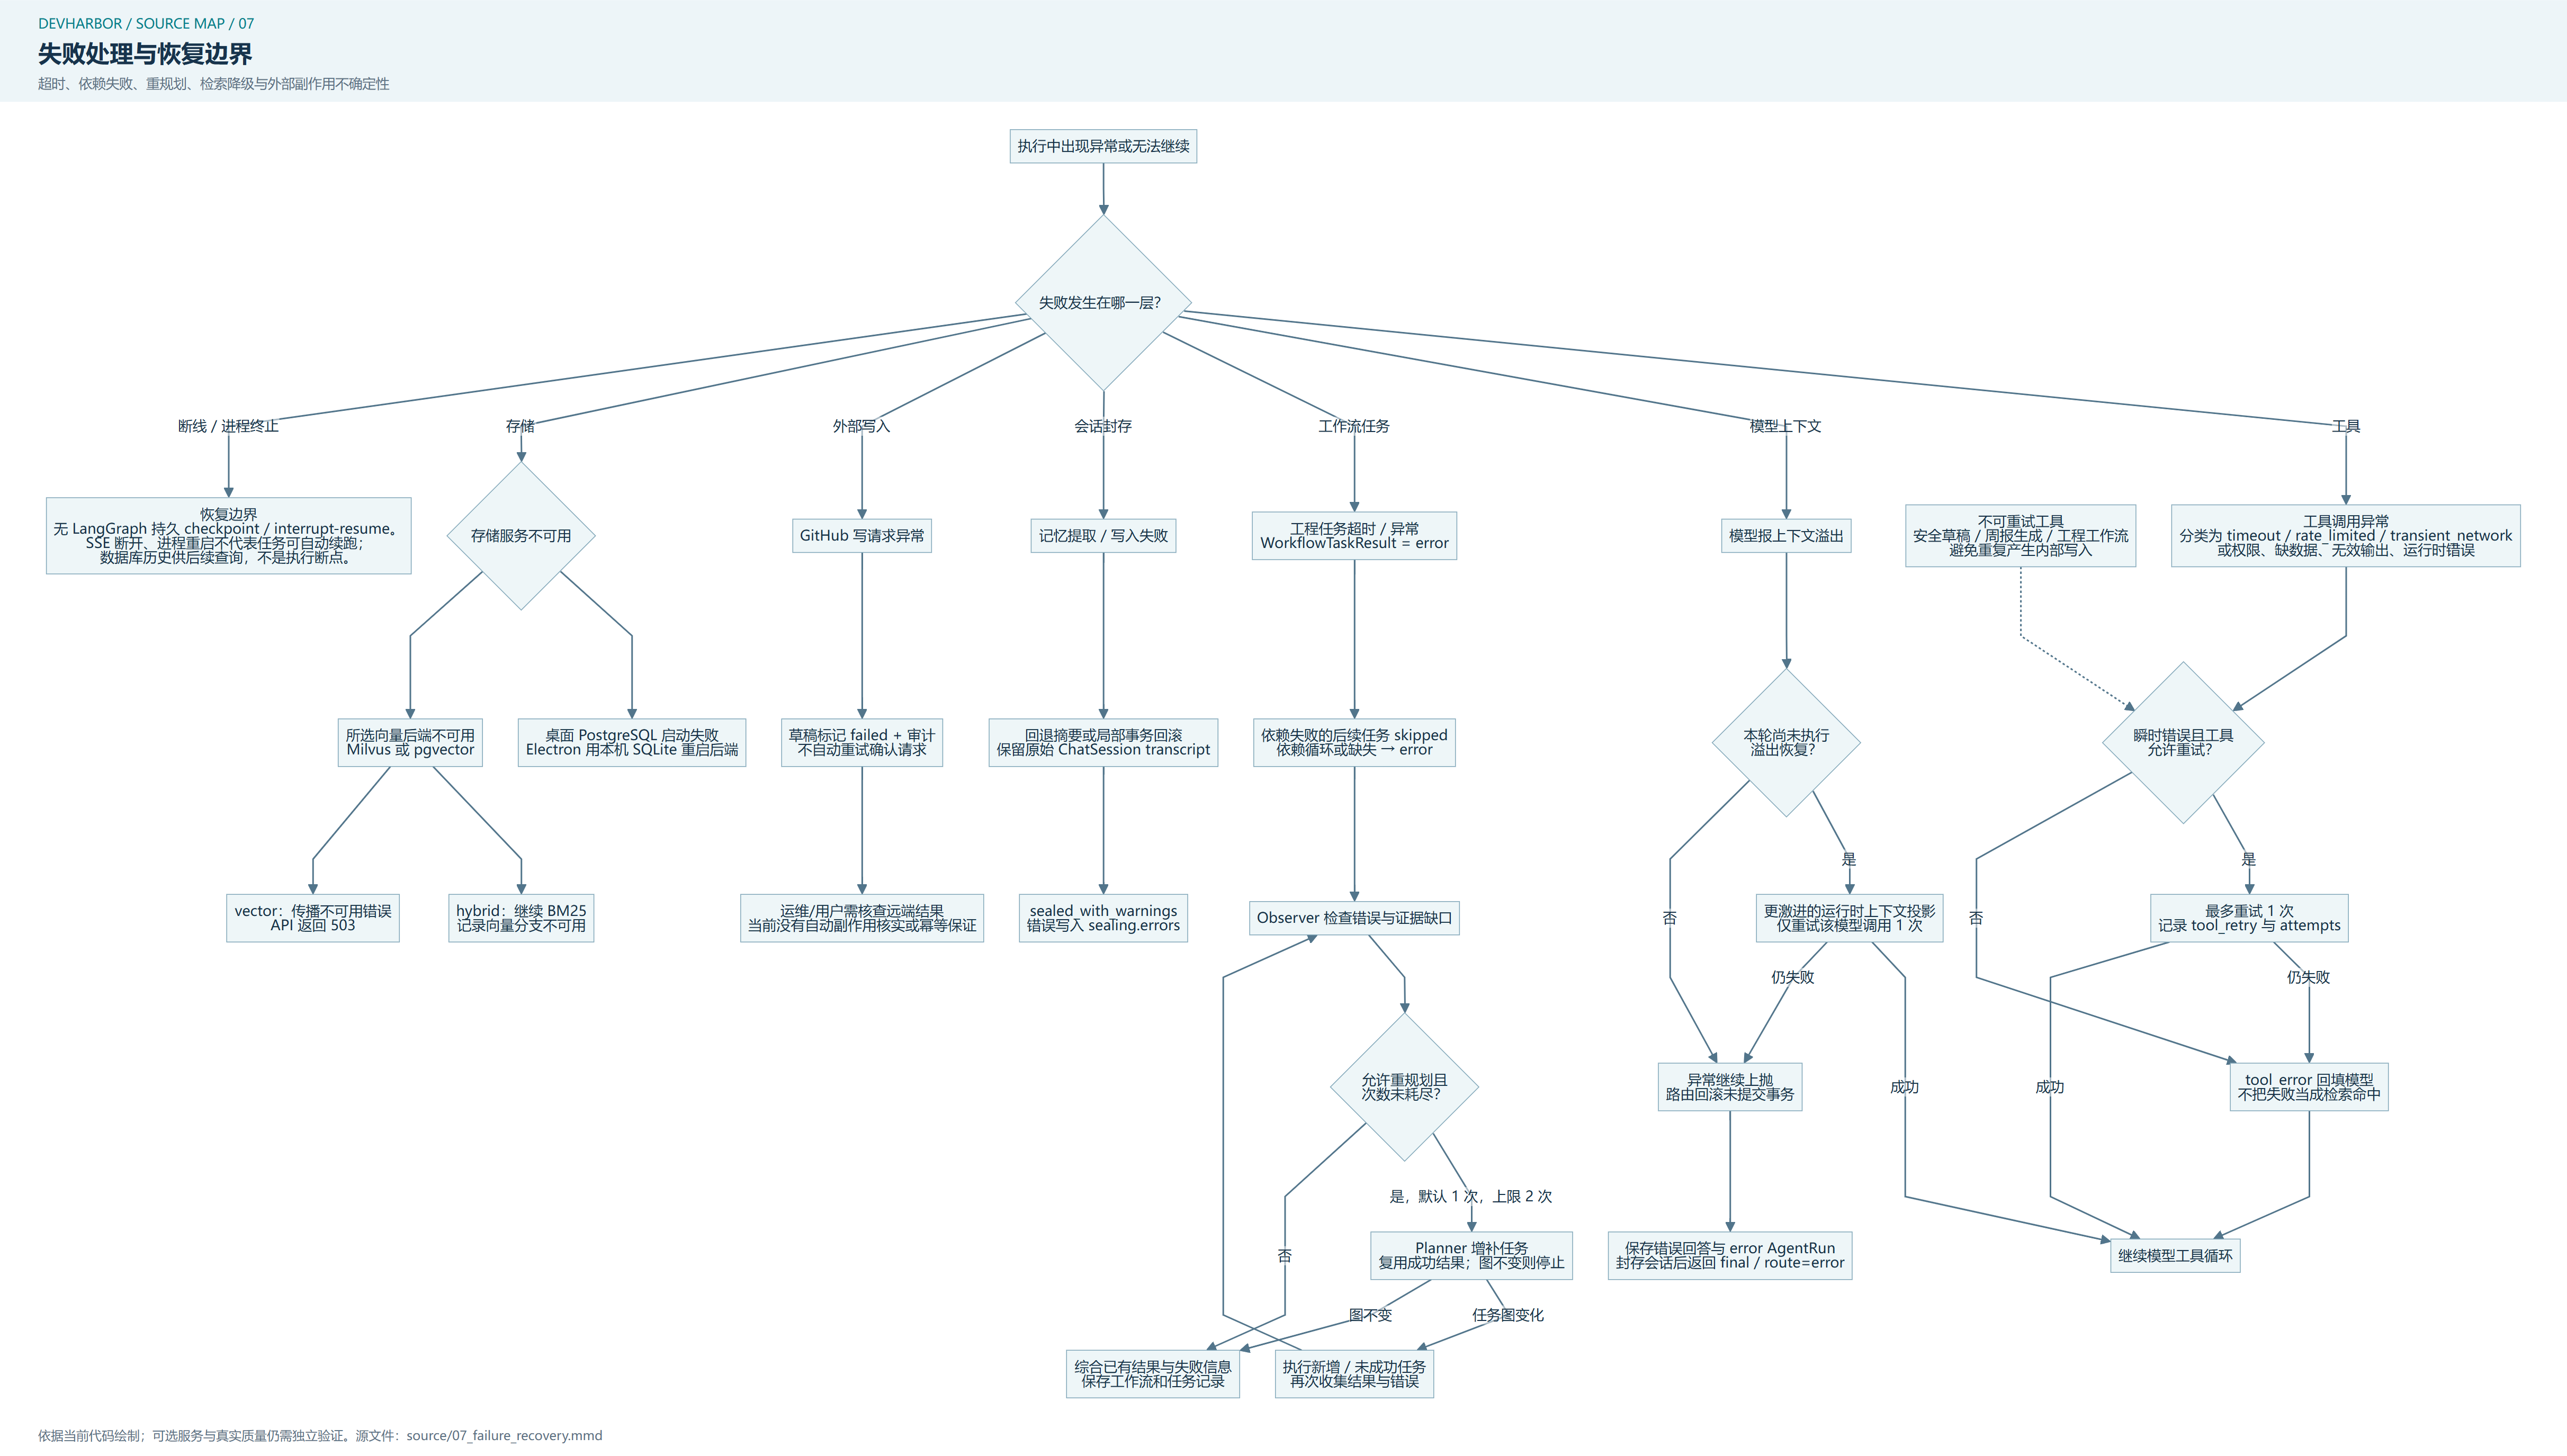 DEVHARBOR / SOURCE MAP / 07
失败处理与恢复边界
超时、依赖失败、重规划、检索降级与外部副作用不确定性
执行中出现异常或无法继续
失败发生在哪一层?
断线 / 进程终止
存储
外部写入
会话封存
工作流任务
模型上下文
工具
恢复边界
无 LangGraph 持久 checkpoint / interrupt-resume。
SSE 断开、进程重启不代表任务可自动续跑;
数据库历史供后续查询，不是执行断点。
存储服务不可用
GitHub 写请求异常
记忆提取 / 写入失败
工程任务超时 / 异常
WorkflowTaskResult = error
模型报上下文溢出
不可重试工具
安全草稿 / 周报生成 / 工程工作流
避免重复产生内部写入
工具调用异常
分类为 timeout / rate_limited / transient_network
或权限、缺数据、无效输出、运行时错误
所选向量后端不可用
Milvus 或 pgvector
桌面 PostgreSQL 启动失败
Electron 用本机 SQLite 重启后端
草稿标记 failed + 审计
不自动重试确认请求
回退摘要或局部事务回滚
保留原始 ChatSession transcript
依赖失败的后续任务 skipped
依赖循环或缺失 → error
本轮尚未执行
溢出恢复?
瞬时错误且工具
允许重试?
是
是
vector：传播不可用错误
API 返回 503
hybrid：继续 BM25
记录向量分支不可用
运维/用户需核查远端结果
当前没有自动副作用核实或幂等保证
sealed_with_warnings
错误写入 sealing.errors
Observer 检查错误与证据缺口
否
更激进的运行时上下文投影
仅重试该模型调用 1 次
否
最多重试 1 次
记录 tool_retry 与 attempts
仍失败
仍失败
允许重规划且
次数未耗尽?
异常继续上抛
路由回滚未提交事务
成功
成功
tool_error 回填模型
不把失败当成检索命中
是，默认 1 次，上限 2 次
否
Planner 增补任务
复用成功结果；图不变则停止
保存错误回答与 error AgentRun
封存会话后返回 final / route=error
继续模型工具循环
图不变
任务图变化
综合已有结果与失败信息
保存工作流和任务记录
执行新增 / 未成功任务
再次收集结果与错误
依据当前代码绘制；可选服务与真实质量仍需独立验证。源文件：source/07_failure_recovery.mmd